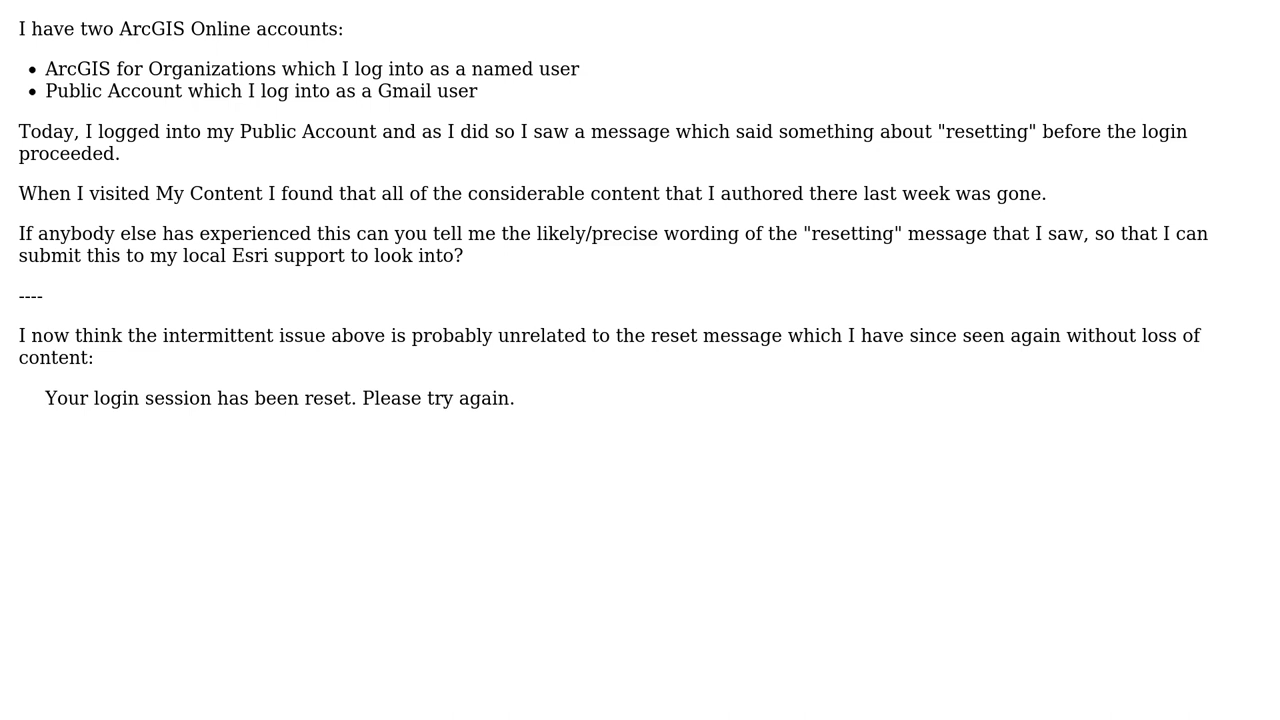 I have two ArcGIS Online accounts:
• ArcGIS for Organizations which I log into as a named user
• Public Account which I log into as a Gmail user
Today, I logged into my Public Account and as I did so I saw a message which said something about "resetting" before the login
proceeded.
When I visited My Content I found that all of the considerable content that I authored there last week was gone.
If anybody else has experienced this can you tell me the likely/precise wording of the "resetting" message that I saw, so that I can
submit this to my local Esri support to look into?
----
I now think the intermittent issue above is probably unrelated to the reset message which I have since seen again without loss of
content:
Your login session has been reset. Please try again.